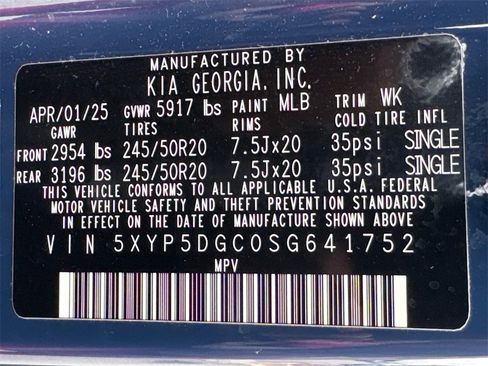 MANUFACTURED BY
KIA GEORGIA, INC.
APR/01/25 GVWR 5917 lbs PAINT MLB TRIM WK
GAWR TIRES RIMS COLD TIRE INFL
FRONT 2954 lbs 245/50R20 7.5Jx20 35psi SINGLE
REAR 3196 lbs 245/50R20 7.5Jx20 35psi SINGLE
THIS VEHICLE CONFORMS TO ALL APPLICABLE U.S.A. FEDERAL
MOTOR VEHICLE SAFETY AND THEFT PREVENTION STANDARDS
IN EFFECT ON THE DATE OF MANUFACTURE SHOWN ABOVE
VIN 5XYP5DGC0SG641752
MPV